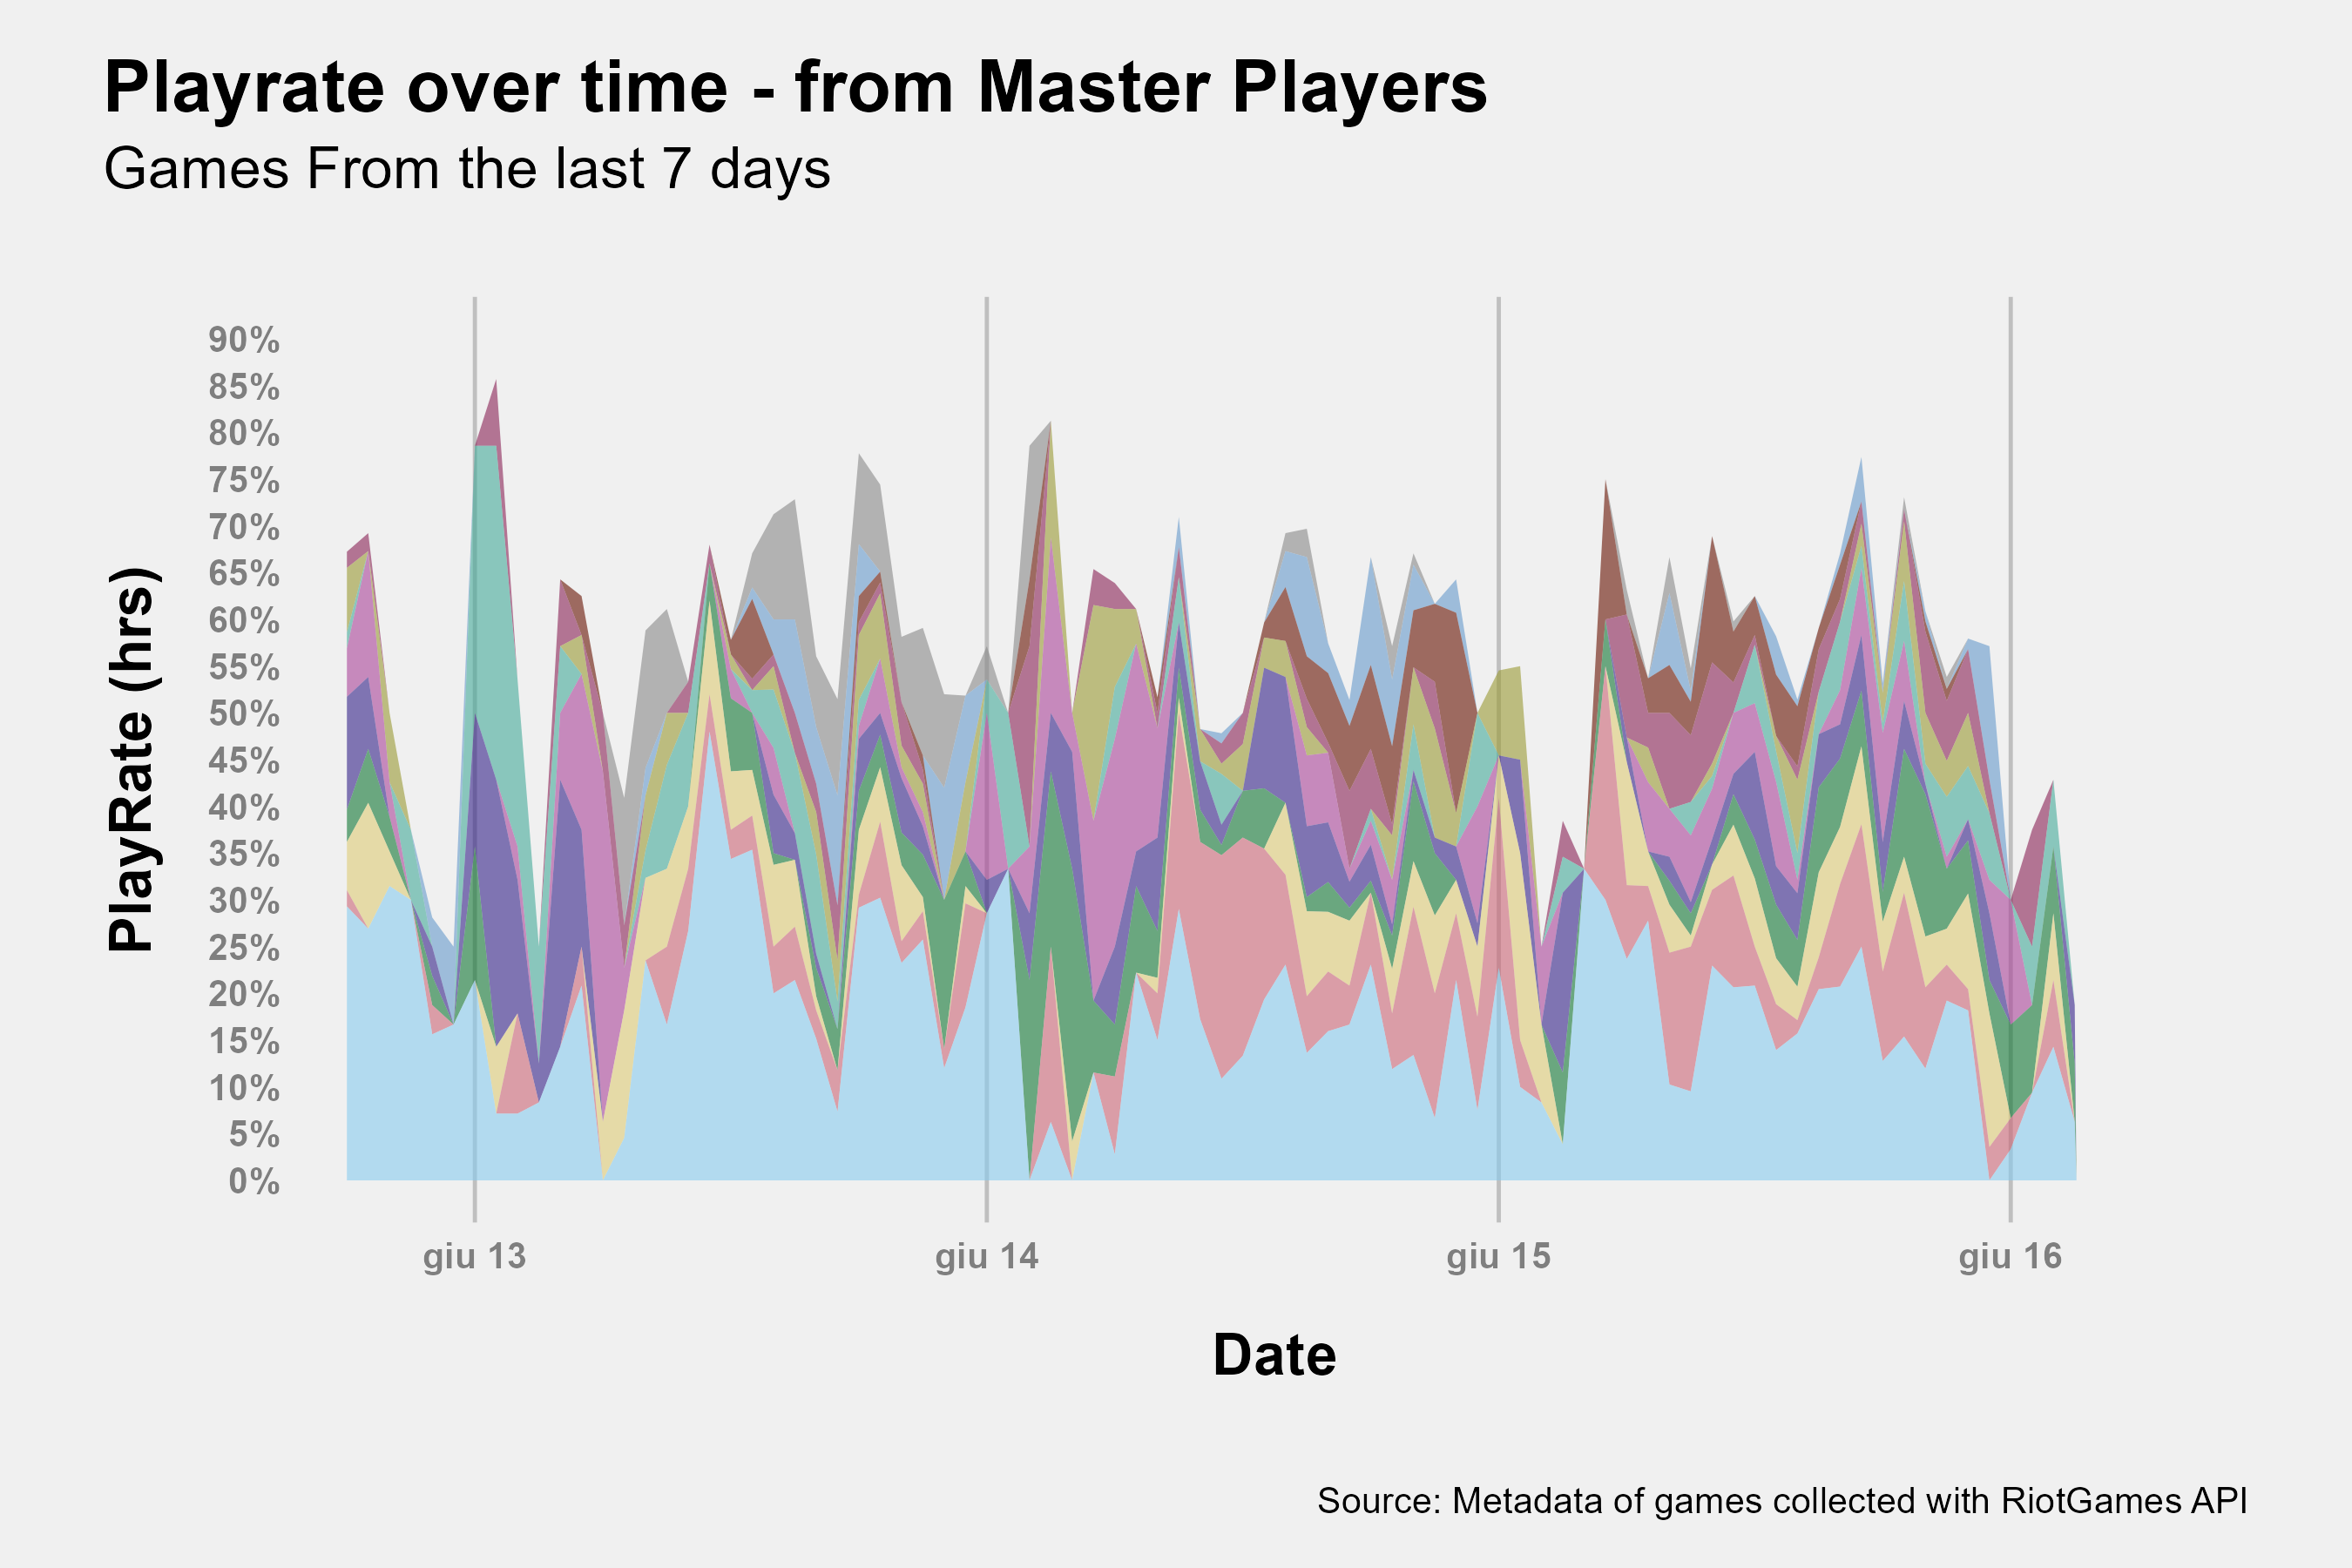 Playrate over time - from Master Players
Games From the last 7 days
PlayRate (hrs)
90%
85%
80%
75%
70%
65%
60%
55%
50%
45%
40%
35%
30%
25%
20%
15%
10%
5%
0%
giu 13
giu 14
giu 15
giu 16
Date
Source: Metadata of games collected with RiotGames API